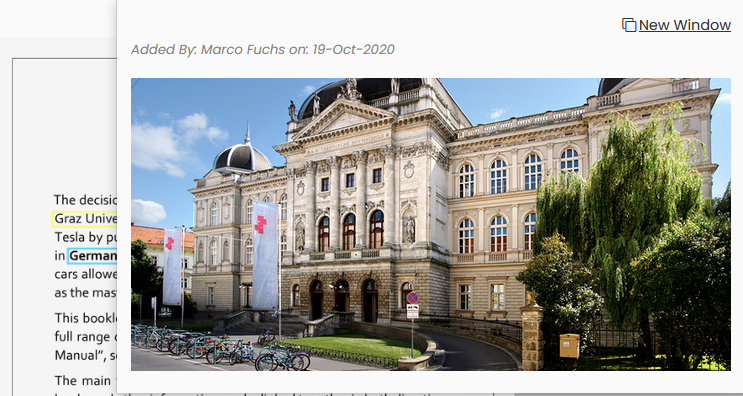 New Window
Added By: Marco Fuchs on: 19-Oct-2020
The decisio
Graz Unive
Tesla by pu
in German
cars allowe
as the mas
This bookle
full range o
Manual”, s
The main